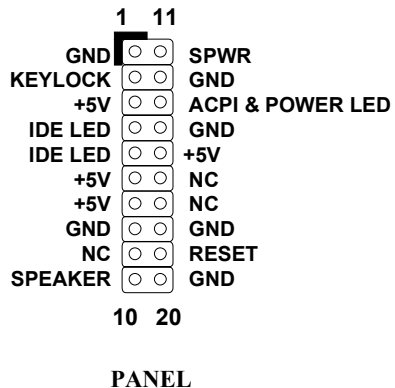 1 11
GND SPWR
KEYLOCK GND
+5V ACPI & POWER LED
IDE LED GND
IDE LED +5V
+5V NC
+5V NC
GND GND
NC RESET
SPEAKER GND
10 20
PANEL